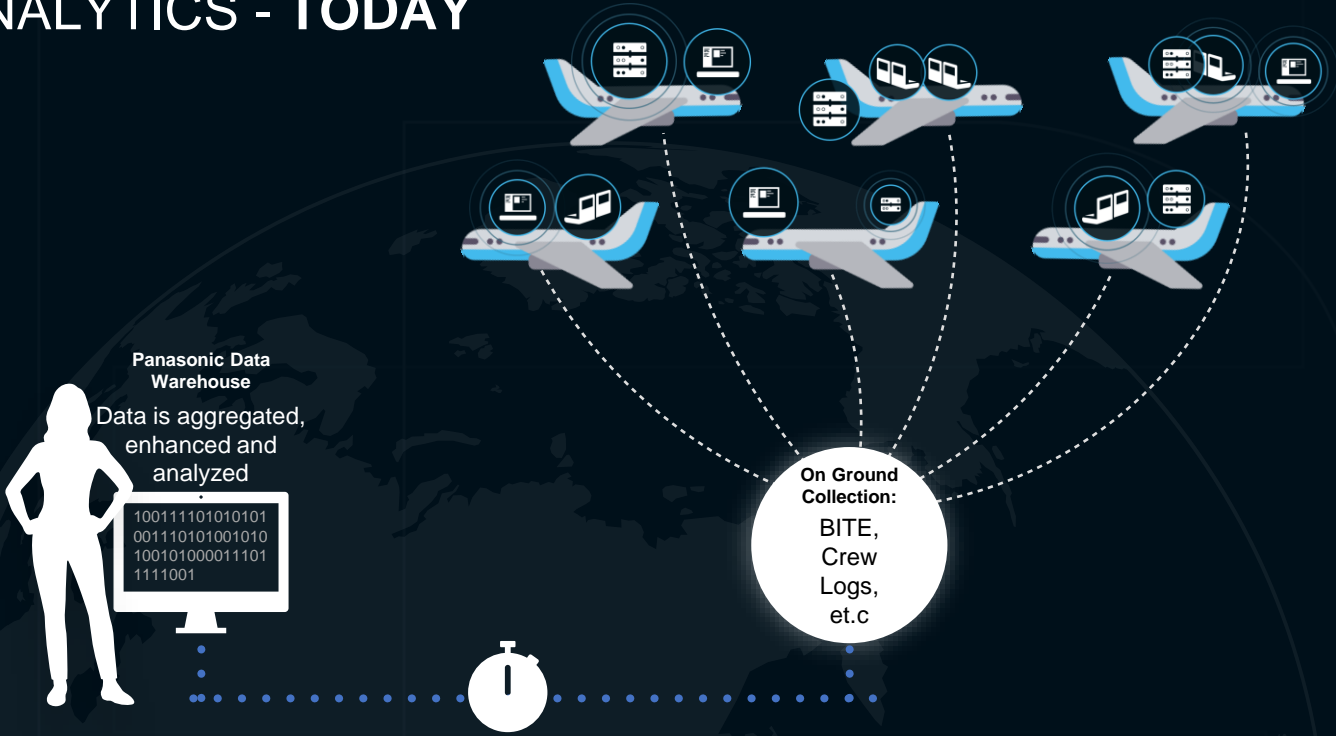 NALYTICS - TODAY
Panasonic Data
Warehouse
Data is aggregated,
enhanced and
analyzed
100111101010101
001110101001010
100101000011101
1111001
On Ground
Collection:
BITE,
Crew
Logs,
et.c